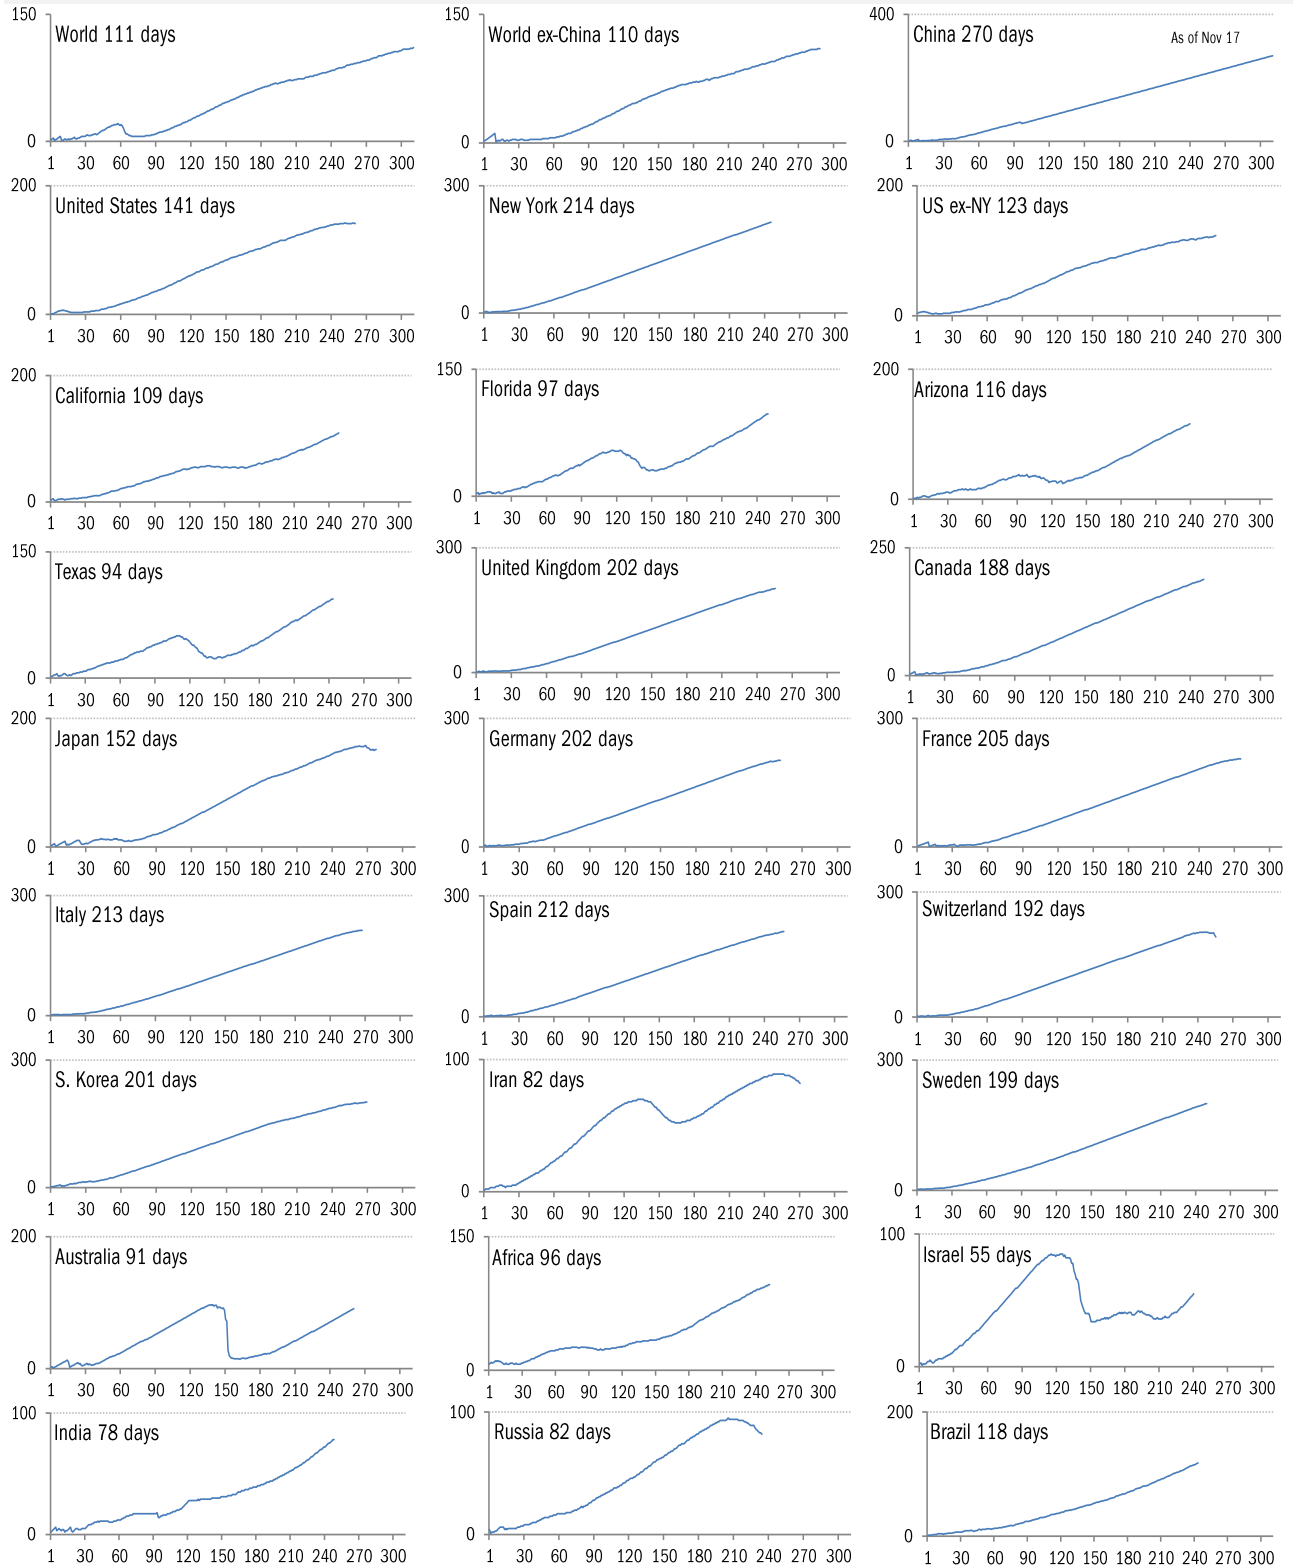 150 150 400
World 111 days World ex-China 110 days China 270 days As of Nov 17
0 0 0
1 30 60 90 120 150 180 210 240 270 300 1 30 60 90 120 150 180 210 240 270 300 1 30 60 90 120 150 180 210 240 270 300
200 300 200
United States 141 days New York 214 days US ex-NY 123 days
0 0 0
1 30 60 90 120 150 180 210 240 270 300 1 30 60 90 120 150 180 210 240 270 300 1 30 60 90 120 150 180 210 240 270 300
200 150 200
California 109 days Florida 97 days Arizona 116 days
0 0 0
1 30 60 90 120 150 180 210 240 270 300 1 30 60 90 120 150 180 210 240 270 300 1 30 60 90 120 150 180 210 240 270 300
150 300 250
Texas 94 days United Kingdom 202 days Canada 188 days
0 0 0
1 30 60 90 120 150 180 210 240 270 300 1 30 60 90 120 150 180 210 240 270 300 1 30 60 90 120 150 180 210 240 270 300
200 300 300
Japan 152 days Germany 202 days France 205 days
0 0 0
1 30 60 90 120 150 180 210 240 270 300 1 30 60 90 120 150 180 210 240 270 300 1 30 60 90 120 150 180 210 240 270 300
300 300 300
Italy 213 days Spain 212 days Switzerland 192 days
0 0 0
1 30 60 90 120 150 180 210 240 270 300 1 30 60 90 120 150 180 210 240 270 300 1 30 60 90 120 150 180 210 240 270 300
300 100 300
S. Korea 201 days Iran 82 days Sweden 199 days
0 0 0
1 30 60 90 120 150 180 210 240 270 300 1 30 60 90 120 150 180 210 240 270 300 1 30 60 90 120 150 180 210 240 270 300
200 150 100
Australia 91 days Africa 96 days Israel 55 days
0 0 0
1 30 60 90 120 150 180 210 240 270 300 1 30 60 90 120 150 180 210 240 270 300 1 30 60 90 120 150 180 210 240 270 300
100 100 200
India 78 days Russia 82 days Brazil 118 days
0 0 0
1 30 60 90 120 150 180 210 240 270 300 1 30 60 90 120 150 180 210 240 270 300 1 30 60 90 120 150 180 210 240 270 300